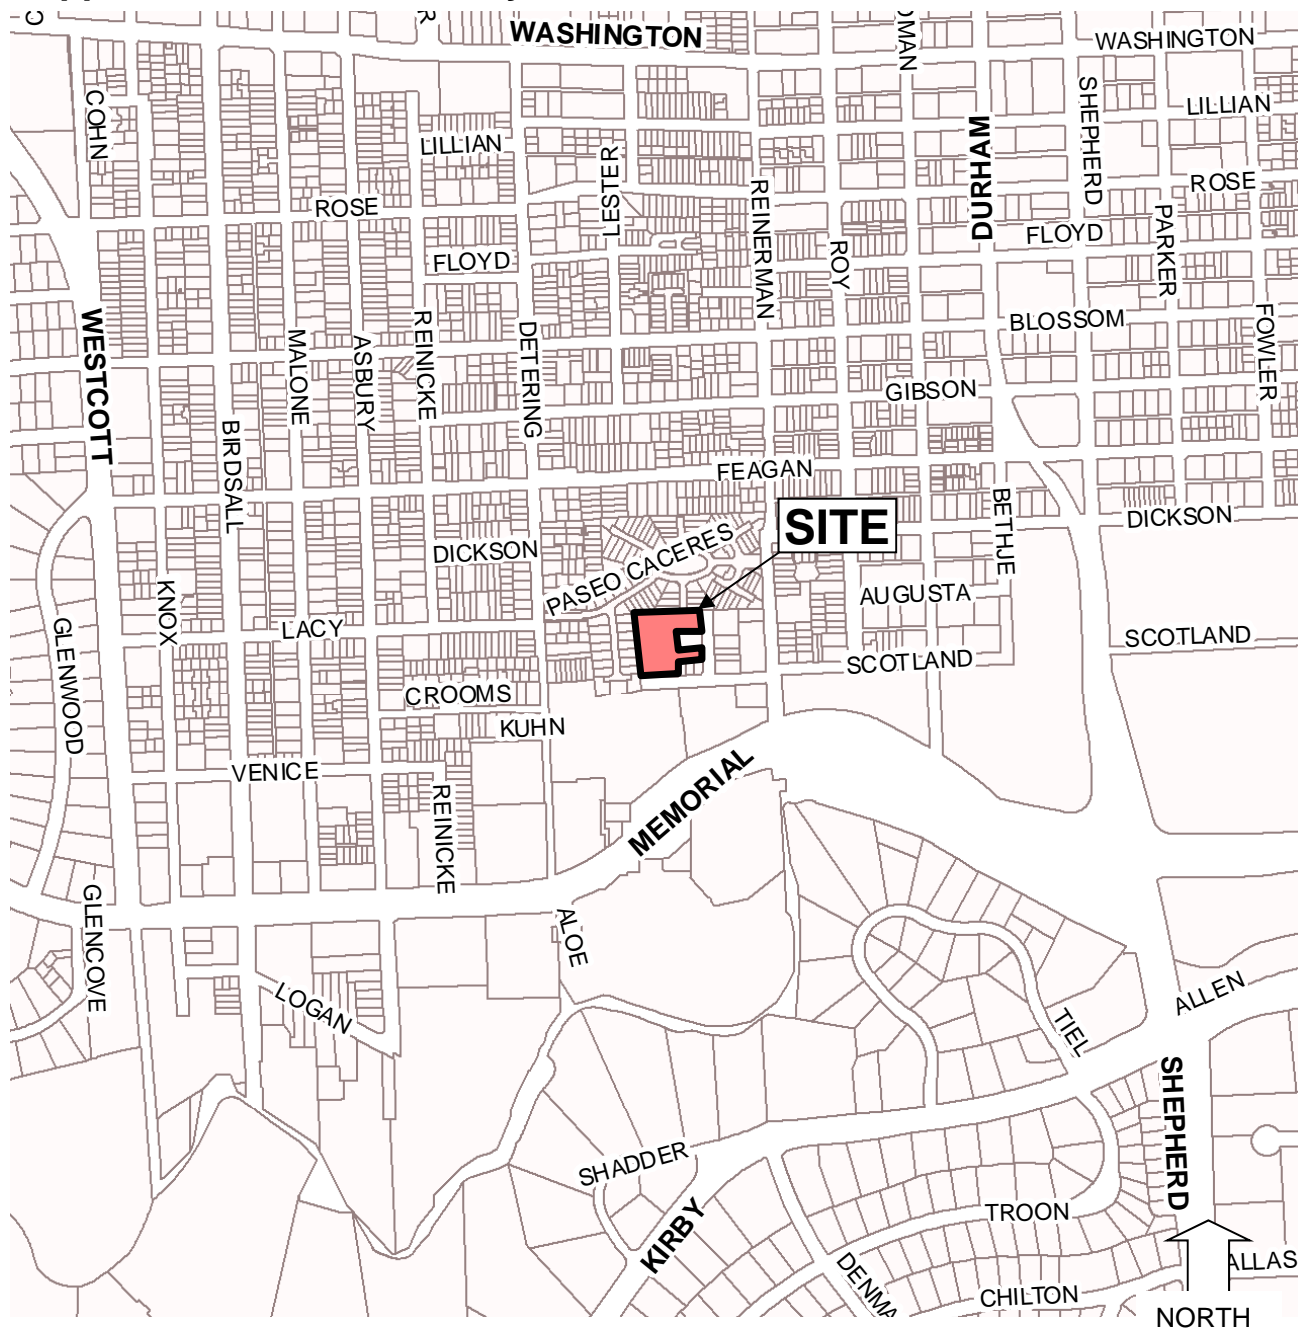 WASHINGTON
WASHINGTON
COHN
SHEPHERD
LILLIAN
LILLIAN
LESTER
DURHAM
ROSE
ROSE
REINERMAN
PARKER
FLOYD
FLOYD
ROY
WESTCOTT
MALONE
ASBURY
REINICKE
DETERING
BLOSSOM
FOWLER
GIBSON
BIRDSALL
FEAGAN
SITE
BETHJE
DICKSON
DICKSON
PASEO CACERES
KNOX
AUGUSTA
GLENWOOD
LACY
SCOTLAND
SCOTLAND
CROOMS
KUHN
VENICE
MEMORIAL
REINICKE
GLENCOVE
ALOE
LOGAN
ALLEN
TIEL
SHEPHERD
SHADDER
KIRBY
TROON
DENMA
CHILTON
ALLAS
NORTH